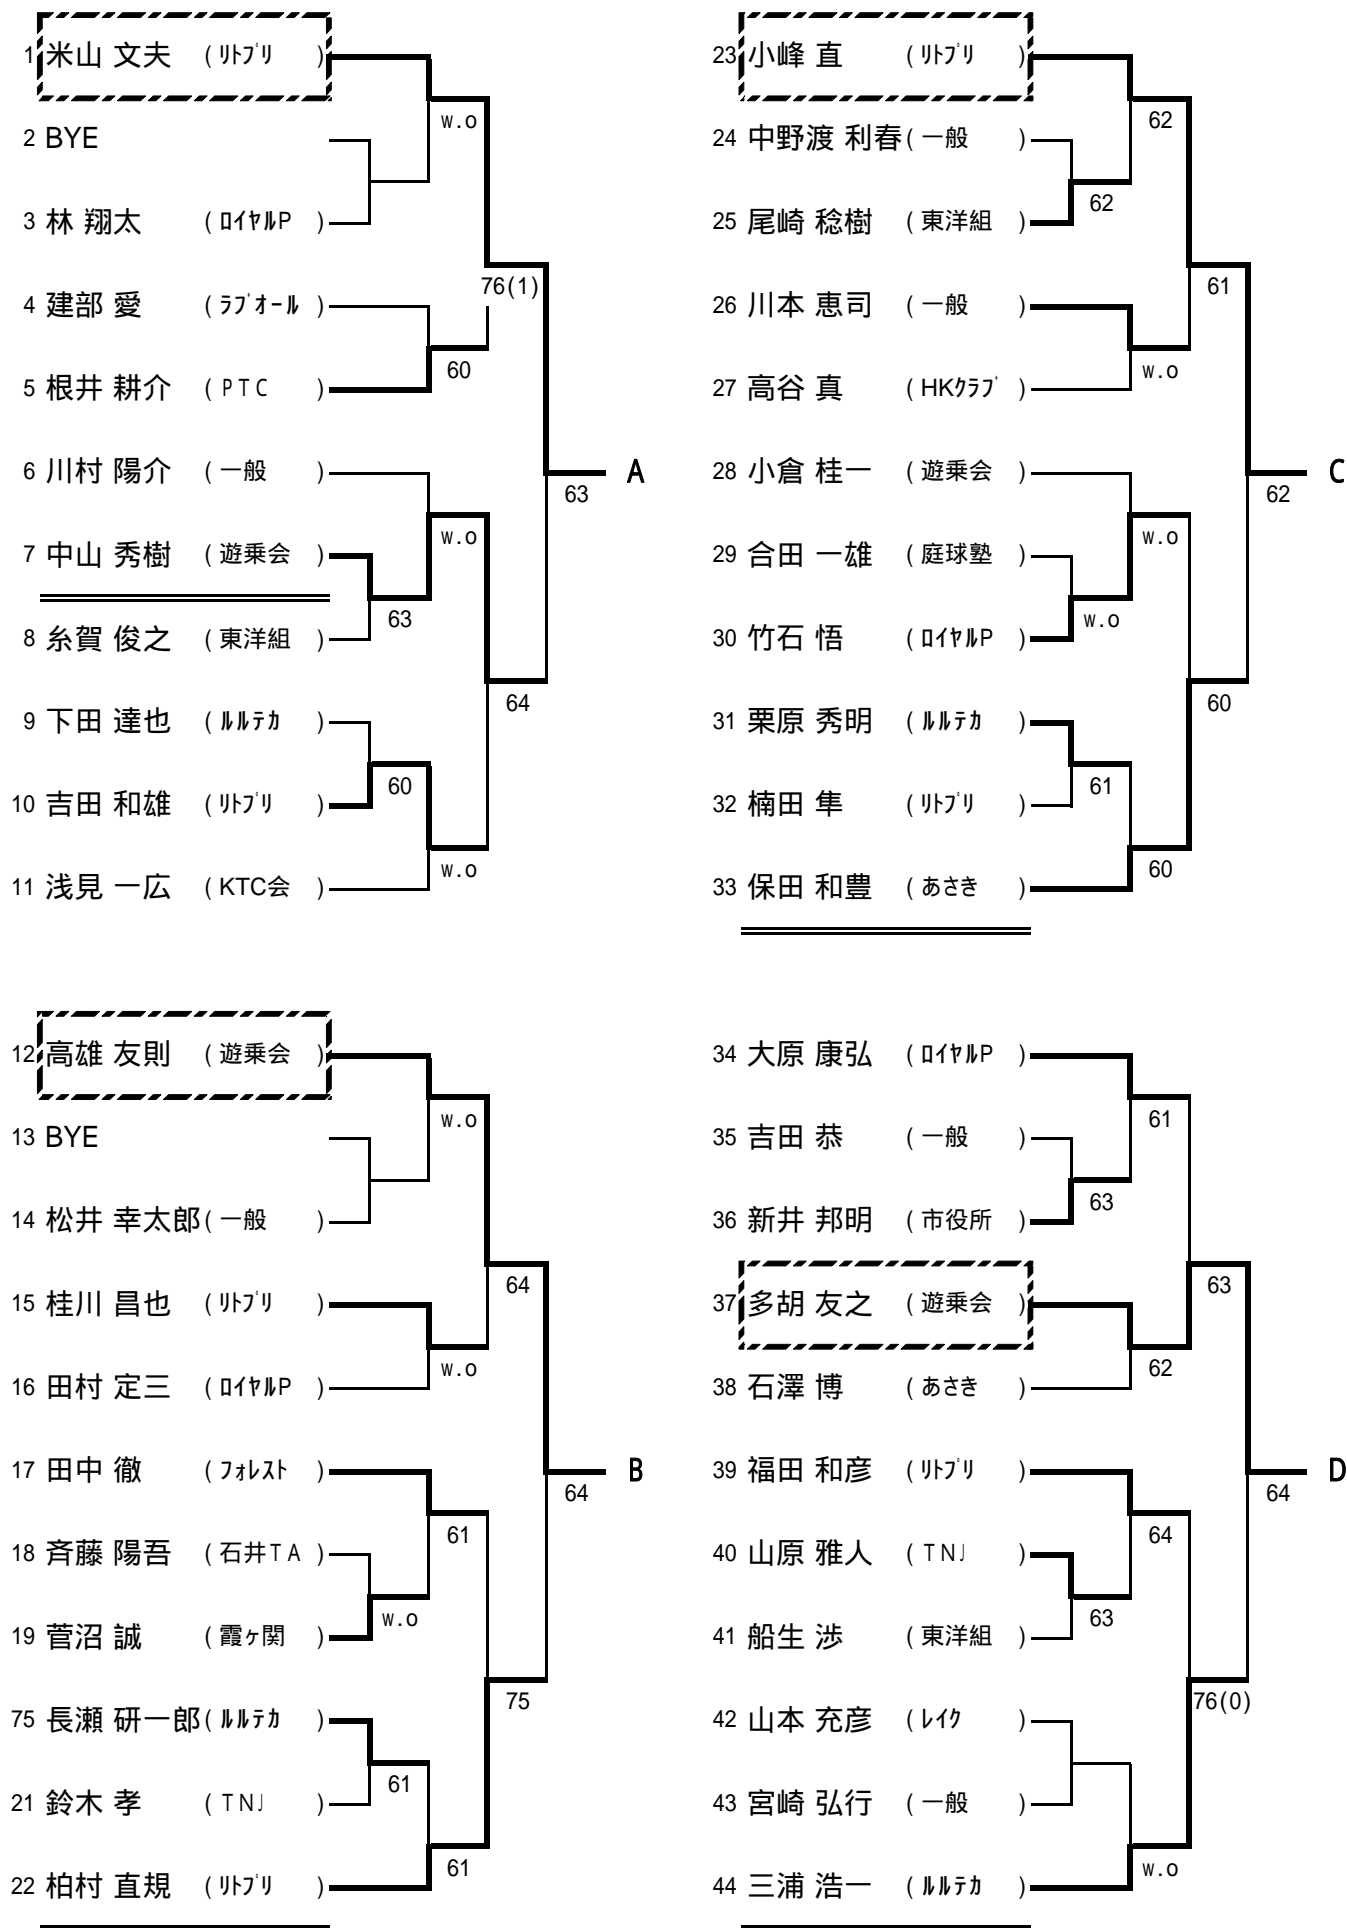 1 米山 文夫 (ﾘﾄﾌﾟﾘ)
w.o
2 BYE
3 林 翔太 (ﾛｲﾔﾙP)
76(1)
4 建部 愛 (ﾗﾌﾞｵｰﾙ)
60
5 根井 耕介 (PTC)
6 川村 陽介 (一般)
63 A
w.o
7 中山 秀樹 (遊乗会)
63
8 糸賀 俊之 (東洋組)
64
9 下田 達也 (ﾙﾙﾃｶ)
60
10 吉田 和雄 (ﾘﾄﾌﾟﾘ)
w.o
11 浅見 一広 (KTC会)
12 高雄 友則 (遊乗会)
w.o
13 BYE
14 松井 幸太郎 (一般)
64
15 桂川 昌也 (ﾘﾄﾌﾟﾘ)
w.o
16 田村 定三 (ﾛｲﾔﾙP)
17 田中 徹 (ﾌｫﾚｽﾄ)
64 B
61
18 斉藤 陽吾 (石井TA)
w.o
19 菅沼 誠 (霞ヶ関)
75
75 長瀬 研一郎 (ﾙﾙﾃｶ)
61
21 鈴木 孝 (TNJ)
61
22 柏村 直規 (ﾘﾄﾌﾟﾘ)
23 小峰 直 (ﾘﾄﾌﾟﾘ)
62
24 中野渡 利春 (一般)
62
25 尾崎 稔樹 (東洋組)
61
26 川本 恵司 (一般)
w.o
27 高谷 真 (HKｸﾗﾌﾞ)
28 小倉 桂一 (遊乗会)
62 C
w.o
29 合田 一雄 (庭球塾)
w.o
30 竹石 悟 (ﾛｲﾔﾙP)
60
31 栗原 秀明 (ﾙﾙﾃｶ)
61
32 楠田 隼 (ﾘﾄﾌﾟﾘ)
60
33 保田 和豊 (あさき)
34 大原 康弘 (ﾛｲﾔﾙP)
61
35 吉田 恭 (一般)
63
36 新井 邦明 (市役所)
63
37 多胡 友之 (遊乗会)
62
38 石澤 博 (あさき)
39 福田 和彦 (ﾘﾄﾌﾟﾘ)
64 D
64
40 山原 雅人 (TNJ)
63
41 船生 渉 (東洋組)
76(0)
42 山本 充彦 (ﾚｲｸ)
43 宮崎 弘行 (一般)
w.o
44 三浦 浩一 (ﾙﾙﾃｶ)